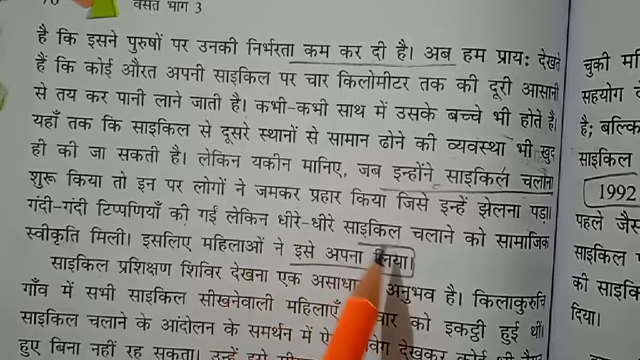 वसंत भाग 3
है कि इसने पुरुषों पर उनकी निर्भरता कम कर दी है। अब हम प्राय: देखते
हैं कि कोई औरत अपनी साइकिल पर चार किलोमीटर तक की दूरी आसानी
से तय कर पानी लाने जाती है। कभी-कभी साथ में उसके बच्चे भी होते हैं।
यहाँ तक कि साइकिल से दूसरे स्थानों से सामान ढोने की व्यवस्था भी खुद
ही की जा सकती है। लेकिन यकीन मानिए, जब इन्होंने साइकिल चलाना
शुरू किया तो इन पर लोगों ने जमकर प्रहार किया जिसे इन्हें झेलना पड़ा।
गंदी-गंदी टिप्पणियाँ की गईं लेकिन धीरे-धीरे साइकिल चलाने को सामाजिक
स्वीकृति मिली। इसलिए महिलाओं ने इसे अपना लिया।
साइकिल प्रशिक्षण शिविर देखना एक अनुभव है। किलाकुरुचि
गाँव में सभी साइकिल सीखनेवाली महिलाएँ को इकट्ठी हुई थीं।
साइकिल चलाने के आंदोलन के समर्थन में देखकर कोई भी
हुए बिना नहीं रह सकता। उन्हें इसे
चुकी
सहयोग
है; बल्कि
साइकिल
1992
पहले जैस
साइकिल
की साइकि
दिया।